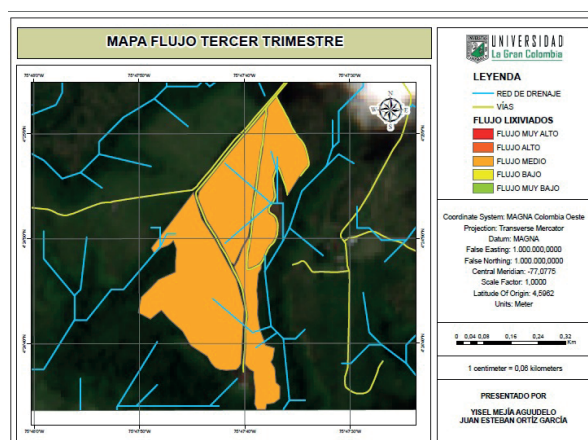 MAPA FLUJO TERCER TRIMESTRE
UNIVERSIDAD
La Gran Colombia
LEYENDA
RED DE DRENAJE
VÍAS
FLUJO LIXIVIADOS
FLUJO MUY ALTO
FLUJO ALTO
FLUJO MEDIO
FLUJO BAJO
FLUJO MUY BAJO
Coordinate System: MAGNA Colombia Oeste
Projection: Transverse Mercator
Datum: MAGNA
False Easting: 1.000.000,0000
False Northing: 1.000.000,0000
Central Meridian: -77,0775
Scale Factor: 1,0000
Latitude Of Origin: 4,5962
Units: Meter
0 0,04 0,08 0,16 0,24 0,32
Km
1 centimeter = 0,06 kilometers
PRESENTADO POR
YISEL MEJÍA AGUUDELO
JUAN ESTEBAN ORTÍZ GARCÍA
N
W
E
S